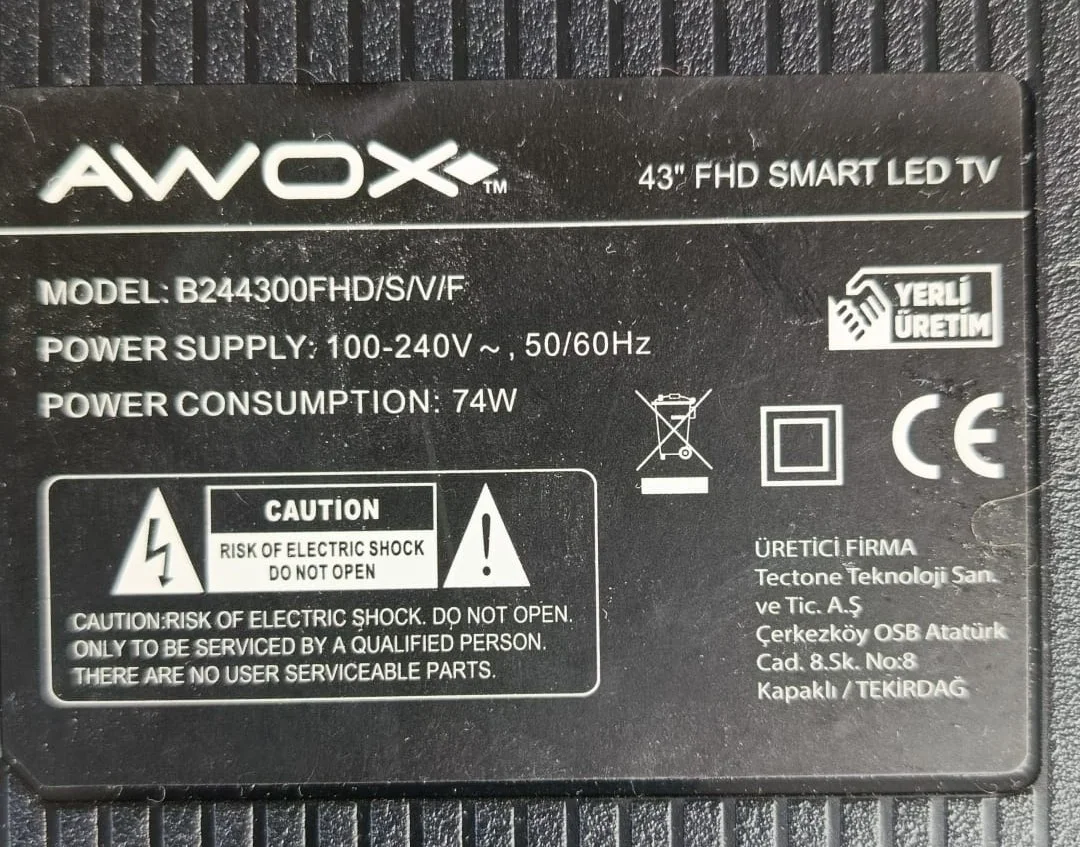 AWOX™
43" FHD SMART LED TV
MODEL: B244300FHD/S/V/F
POWER SUPPLY: 100-240V~, 50/60Hz
POWER CONSUMPTION: 74W
YERLİ
ÜRETİM
CE
CAUTİON
RISK OF ELECTRIC SHOCK
DO NOT OPEN
CAUTION:RISK OF ELECTRIC SHOCK. DO NOT OPEN.
ONLY TO BE SERVICED BY A QUALIFIED PERSON.
THERE ARE NO USER SERVICEABLE PARTS.
ÜRETİCİ FİRMA
Tectone Teknoloji San.
ve Tic. A.Ş
Çerkezköy OSB Atatürk
Cad. 8.Sk. No:8
Kapaklı / TEKİRDAĞ